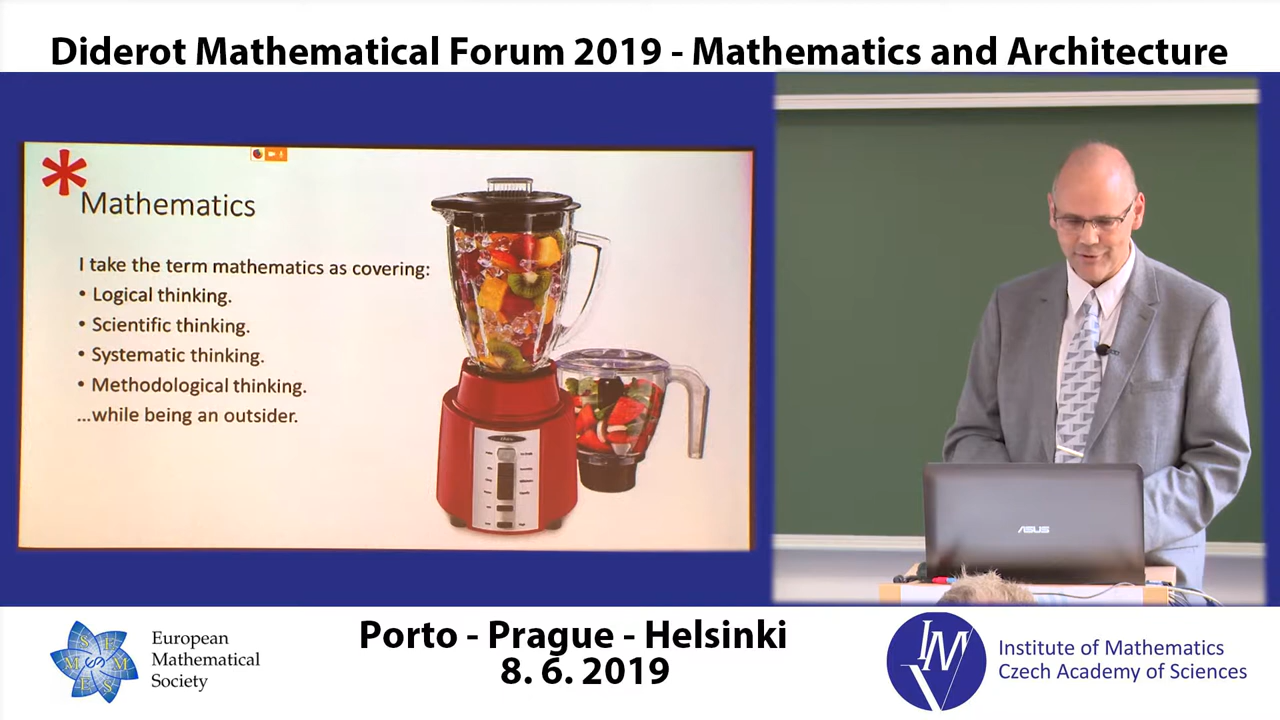 Diderot Mathematical Forum 2019 - Mathematics and Architecture
Mathematics
I take the term mathematics as covering:
• Logical thinking.
• Scientific thinking.
• Systematic thinking.
• Methodological thinking.
...while being an outsider.
ASUS
European
Mathematical
Society
Porto - Prague - Helsinki
8. 6. 2019
IM
Institute of Mathematics
Czech Academy of Sciences